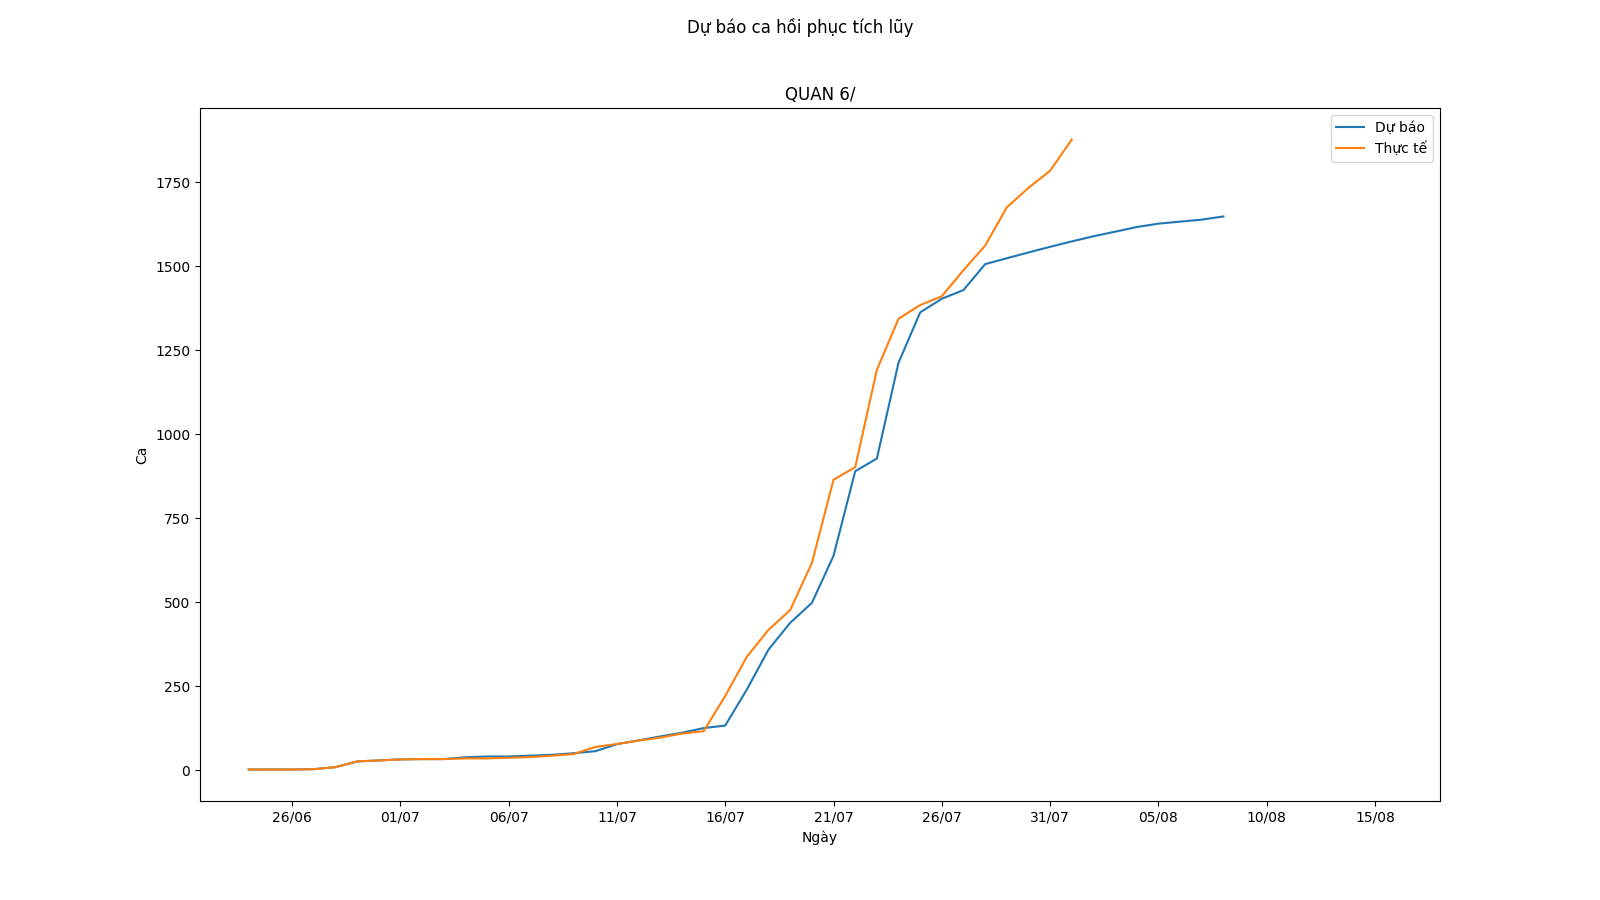 Dự báo ca hồi phục tích lũy
QUAN 6/
Dự báo
Thực tế
1750
1500
1250
1000
750
500
250
0
Ca
26/06 01/07 06/07 11/07 16/07 21/07 26/07 31/07 05/08 10/08 15/08
Ngày